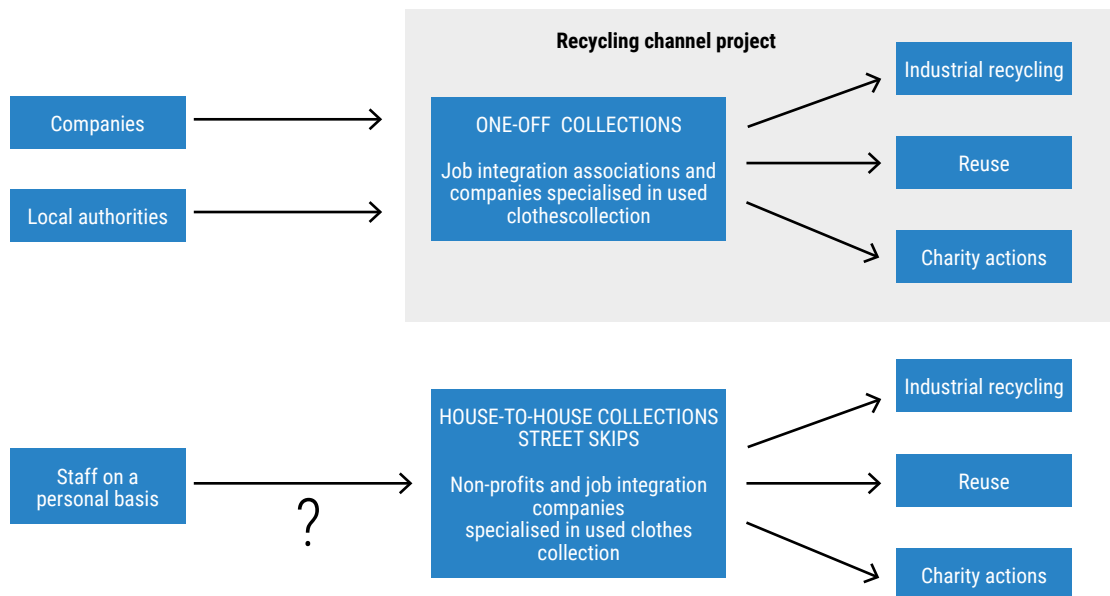 Recycling channel project
Companies
Local authorities
ONE-OFF COLLECTIONS
Job integration associations and
companies specialised in used
clothescollection
Industrial recycling
Reuse
Charity actions
Staff on a
personal basis
?
HOUSE-TO-HOUSE COLLECTIONS
STREET SKIPS
Non-profits and job integration
companies
specialised in used clothes
collection
Industrial recycling
Reuse
Charity actions